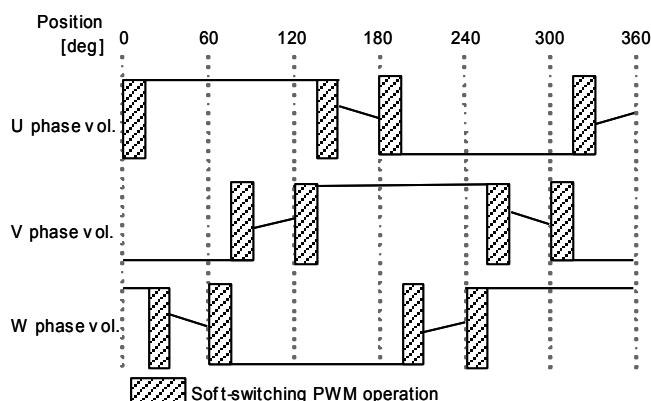 Position
[deg]
0 60 120 180 240 300 360
U phase vol.
V phase vol.
W phase vol.
Soft-switching PWM operation